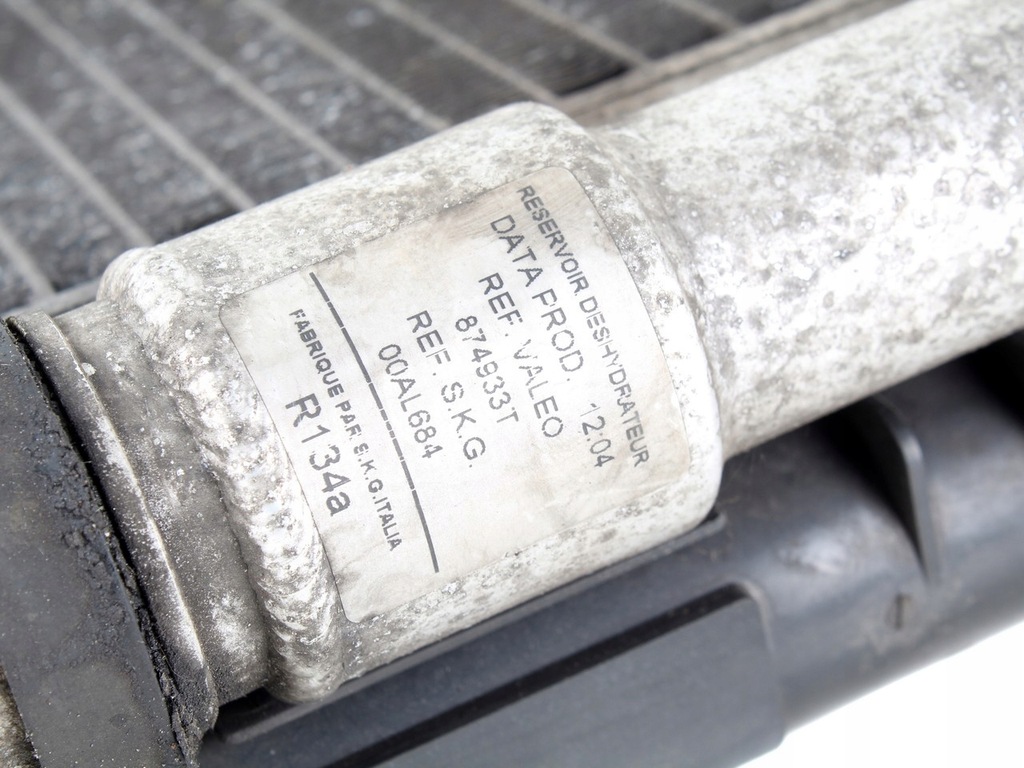 RESERVOIR DESHYDRATEUR
DATA PROD. 12:04
REF. VALEO
874933T
REF. S.K.G.
00AL684
FABRIQUE PAR S.K.G.ITALIA
R134a